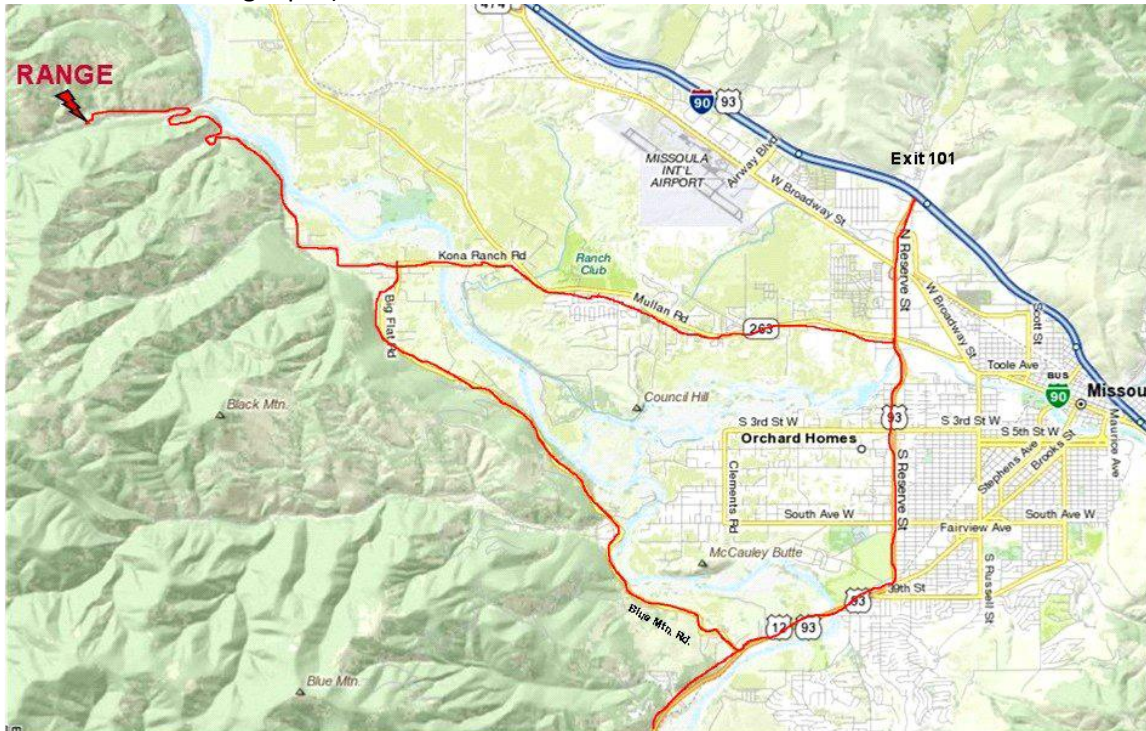 474
RANGE
90
93
Exit 101
MISSOULA
INT'L
AIRPORT
Airway Blvd
W Broadway St
N Reserve St
Kona Ranch Rd
Ranch
Club
Mullan Rd
263
Big Flat Rd
W Broadway St
Scott St
Toole Ave
BUS
90
Missou
Black Mtn.
Council Hill
93
S 3rd St W
S 3rd St W
S 5th St W
Orchard Homes
Stephens Ave
Brooks St
Maurice Ave
Clements Rd
S Reserve St
South Ave W
Fairview Ave
McCauley Butte
S Russell St
39th St
93
12
93
Blue Mtn. Rd.
Blue Mtn.